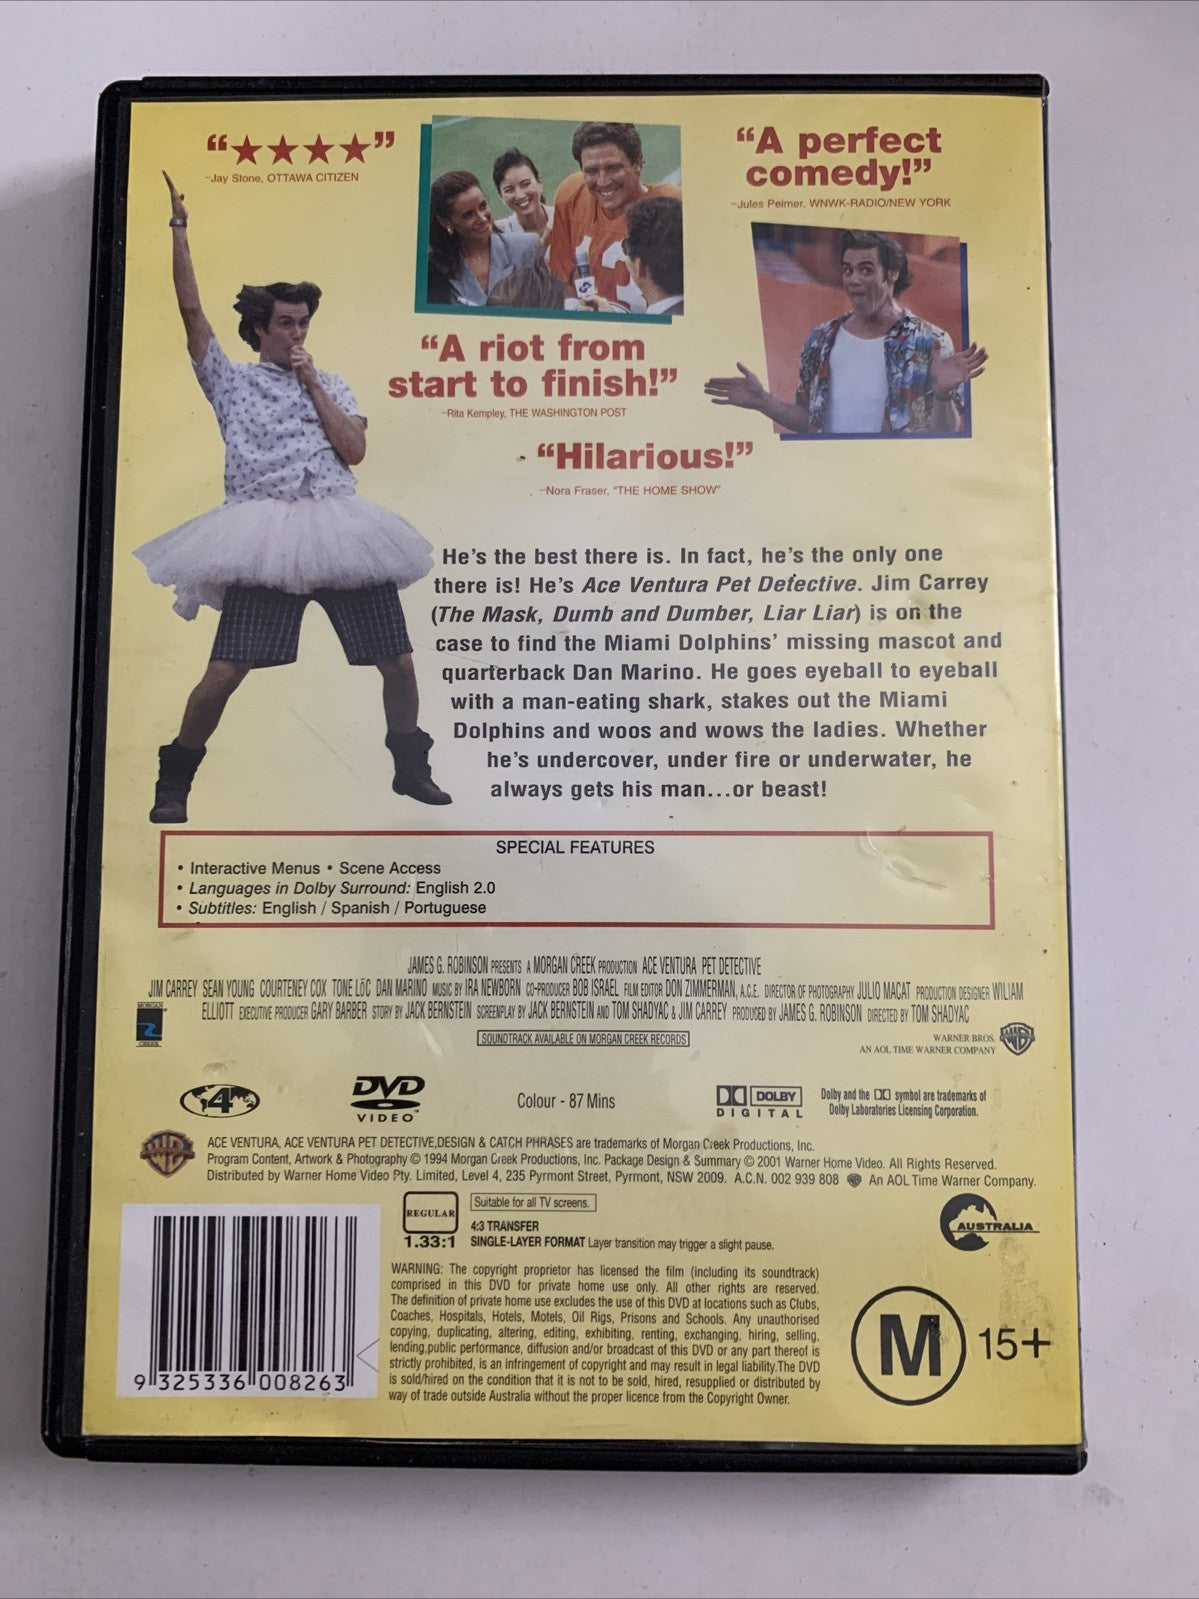 “★★★★”
–Jay Stone, OTTAWA CITIZEN
“A perfect
comedy!”
–Jules Peimer, WNWK-RADIO/NEW YORK
13
“A riot from
start to finish!”
–Rita Kempley, THE WASHINGTON POST
“Hilarious!”
–Nora Fraser, “THE HOME SHOW”
He's the best there is. In fact, he's the only one
there is! He's Ace Ventura Pet Detective. Jim Carrey
(The Mask, Dumb and Dumber, Liar Liar) is on the
case to find the Miami Dolphins' missing mascot and
quarterback Dan Marino. He goes eyeball to eyeball
with a man-eating shark, stakes out the Miami
Dolphins and woos and wows the ladies. Whether
he's undercover, under fire or underwater, he
always gets his man...or beast!
SPECIAL FEATURES
• Interactive Menus • Scene Access
• Languages in Dolby Surround: English 2.0
• Subtitles: English / Spanish / Portuguese
JAMES G. ROBINSON PRESENTS A MORGAN CREEK PRODUCTION ACE VENTURA PET DETECTIVE
JIM CARREY SEAN YOUNG COURTENEY COX TONE LŌC DAN MARINO MUSIC BY IRA NEWBORN CO-PRODUCER BOB ISRAEL FILM EDITOR DON ZIMMERMAN, A.C.E. DIRECTOR OF PHOTOGRAPHY JULIO MACAT PRODUCTION DESIGNER WILIAM
ELLIOTT EXECUTIVE PRODUCER GARY BARBER STORY BY JACK BERNSTEIN SCREENPLAY BY JACK BERNSTEIN AND TOM SHADYAC & JIM CARREY PRODUCED BY JAMES G. ROBINSON DIRECTED BY TOM SHADYAC
MORGAN
CREEK
SOUNDTRACK AVAILABLE ON MORGAN CREEK RECORDS
WARNER BROS.
AN AOL TIME WARNER COMPANY
WB
4
DVD
VIDEO™
Colour - 87 Mins
DOLBY
DIGITAL
Dolby and the DD symbol are trademarks of
Dolby Laboratories Licensing Corporation.
WB
ACE VENTURA, ACE VENTURA PET DETECTIVE,DESIGN & CATCH PHRASES are trademarks of Morgan Creek Productions, Inc.
Program Content, Artwork & Photography © 1994 Morgan Creek Productions, Inc. Package Design & Summary © 2001 Warner Home Video. All Rights Reserved.
Distributed by Warner Home Video Pty. Limited, Level 4, 235 Pyrmont Street, Pyrmont, NSW 2009. A.C.N. 002 939 808 An AOL Time Warner Company.
REGULAR
1.33:1
Suitable for all TV screens.
4:3 TRANSFER
SINGLE-LAYER FORMAT Layer transition may trigger a slight pause.
AUSTRALIA
WARNING: The copyright proprietor has licensed the film (including its soundtrack)
comprised in this DVD for private home use only. All other rights are reserved.
The definition of private home use excludes the use of this DVD at locations such as Clubs,
Coaches, Hospitals, Hotels, Motels, Oil Rigs, Prisons and Schools. Any unauthorised
copying, duplicating, altering, editing, exhibiting, renting, exchanging, hiring, selling,
lending,public performance, diffusion and/or broadcast of this DVD or any part thereof is
strictly prohibited, is an infringement of copyright and may result in legal liability.The DVD
is sold/hired on the condition that it is not to be sold, hired, resupplied or distributed by
way of trade outside Australia without the proper licence from the Copyright Owner.
9 325336 008263
M 15+